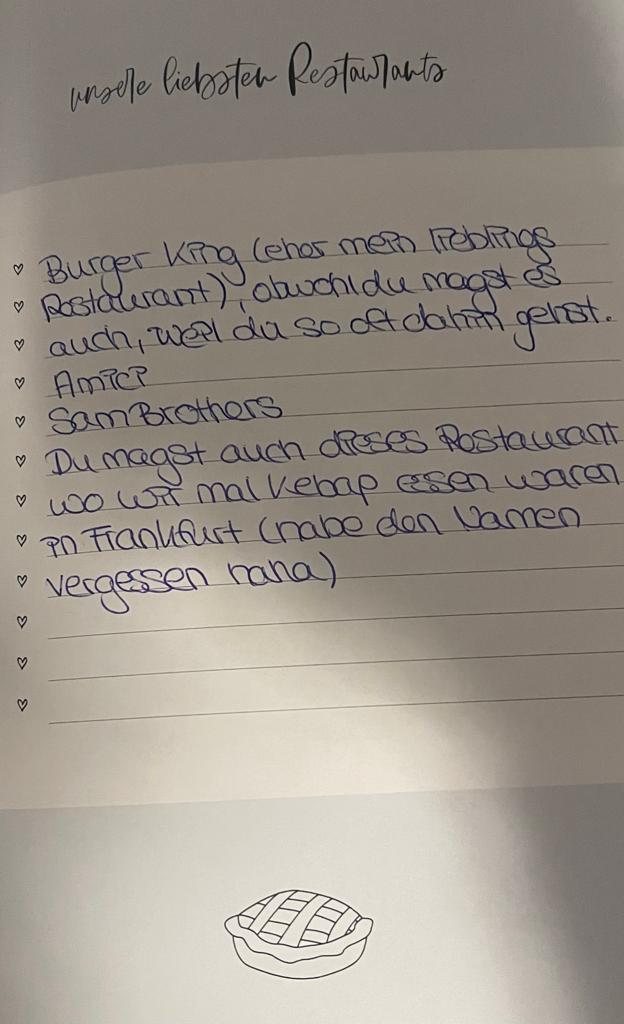 unsere liebsten Restaurants
Burger King (eher mein lieblings
Restaurant), obwohl du magst es
auch, weil du so oft dahin gehst.
Amici
Sam Brothers
Du magst auch dieses Restaurant
wo wir mal Kebap essen waren
in Frankfurt (habe den Namen
vergessen haha)